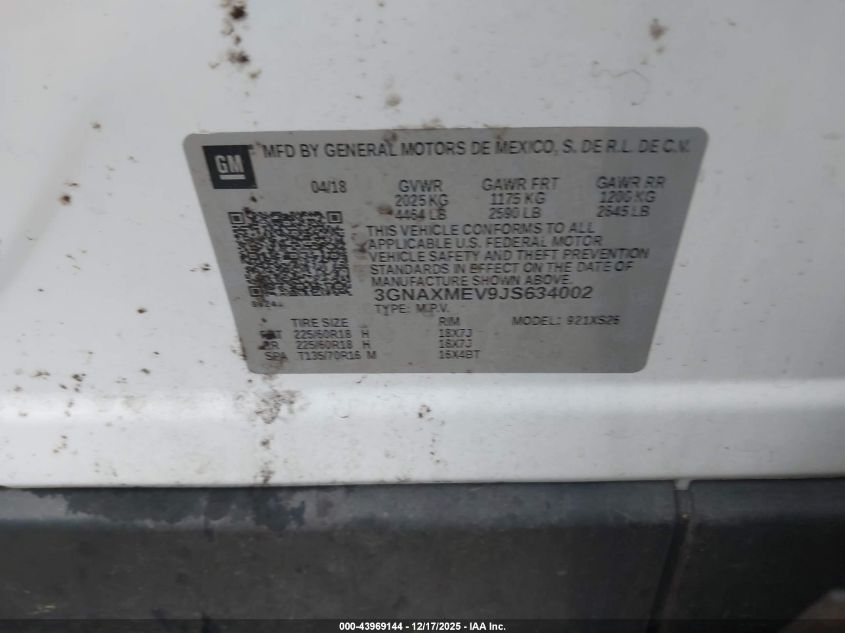 GM
MFD BY GENERAL MOTORS DE MEXICO, S. DE R.L. DE C.V.
04/18 GVWR GAWR FRT GAWR RR
2025 KG 1175 KG 1200 KG
4464 LB 2590 LB 2645 LB
THIS VEHICLE CONFORMS TO ALL
APPLICABLE U.S. FEDERAL MOTOR
VEHICLE SAFETY AND THEFT PREVENTION
STANDARDS IN EFFECT ON THE DATE OF
MANUFACTURE SHOWN ABOVE.
3GNAXMEV9JS634002
TYPE: M.P.V.
TIRE SIZE RIM MODEL: 921XS26
FRT 225/60R18 H 18X7J
RR 225/60R18 H 18X7J
SPA T135/70R16 M 16X4BT
000-43969144 - 12/17/2025 - IAA, Inc.